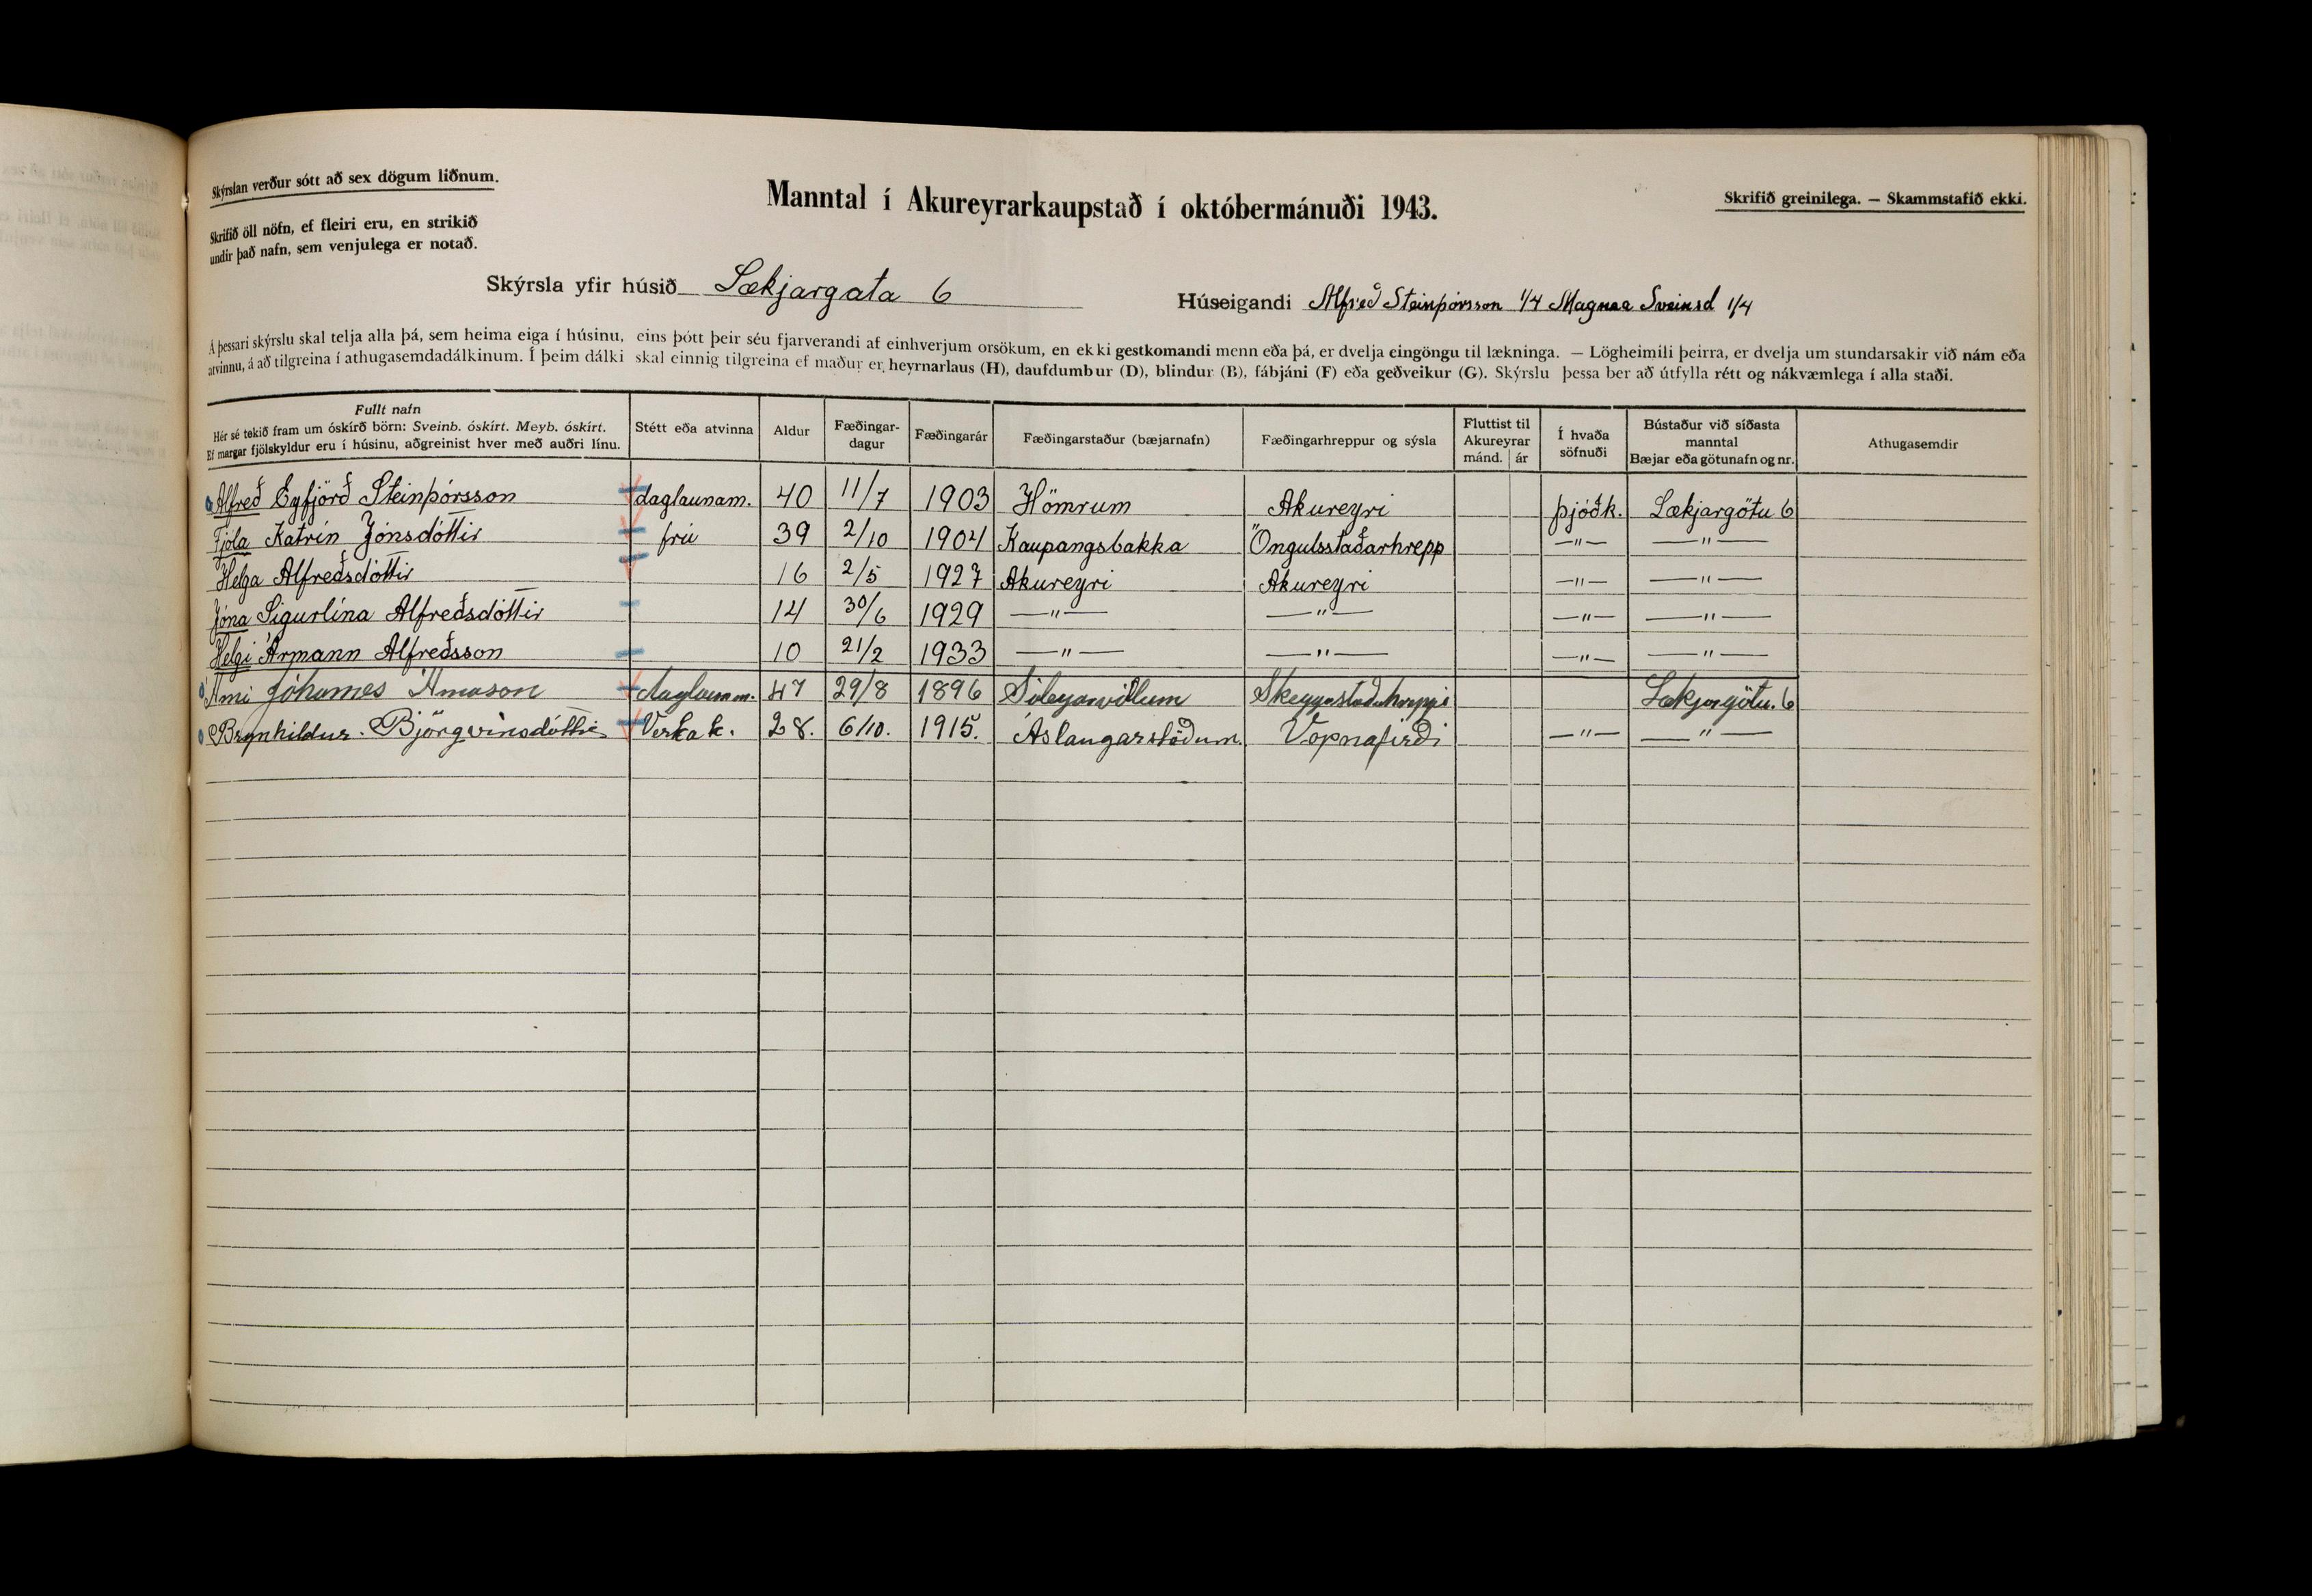 Skýrslan verður sótt að sex dögum liðnum.
Skrifið öll nöfn, ef fleiri eru, en strikið
undir það nafn, sem venjulega er notað.
Manntal í Akureyrarkaupstað í októbermánuði 1943.
Skrifið greinilega. — Skammstafið ekki.
Skýrsla yfir húsið Lækjargata 6
Húseigandi Alfreð Steinþórsson 1/4 Magnea Sveinsd 1/4
Á þessari skýrslu skal telja alla þá, sem heima eiga í húsinu, eins þótt þeir séu fjarverandi af einhverjum orsökum, en ekki gestkomandi menn eða þá, er dvelja eingöngu til lækninga. — Lögheimili þeirra, er dvelja um stundarsakir við nám eða
atvinnu, á að tilgreina í athugasemdadálkinum. Í þeim dálki skal einnig tilgreina ef maður er heyrnarlaus (H), daufdumbur (D), blindur (B), fábjáni (F) eða geðveikur (G). Skýrslu þessa ber að útfylla rétt og nákvæmlega í alla staði.
Fullt nafn
Hér sé tekið fram um óskírð börn: Sveinb. óskírt. Meyb. óskírt.
Ef margar fjölskyldur eru í húsinu, aðgreinist hver með auðri línu.
Stétt eða atvinna
Aldur
Fæðingar-
dagur
Fæðingarár
Fæðingarstaður (bæjarnafn)
Fæðingarhreppur og sýsla
Fluttist til
Akureyrar
mánd. ár
Í hvaða
söfnuði
Bústaður við síðasta
manntal
Bæjar eða götunafn og nr.
Athugasemdir
Alfreð Eyfjörð Steinþórsson daglaunam. 40 11/7 1903 Hömrum Akureyri þjóðk. Lækjargötu 6
Fjóla Katrín Jónsdóttir frú 39 2/10 1904 Kaupangsbakka Öngulsstaðarhrepp —"— —"—
Helga Alfreðsdóttir 16 2/5 1927 Akureyri Akureyri —"— —"—
Jóna Sigurlína Alfreðsdóttir 14 30/6 1929 —"— —"— —"— —"—
Helgi Ármann Alfreðsson 10 21/2 1933 —"— —"— —"— —"—
Árni Jóhannes Árnason daglaunam. 47 29/8 1896 Skeggjastaðahreppi Lækjargötu 6
Brynhildur Björgvinsdóttir Verkak. 28. 6/10. 1915. Áslaugarstöðum. Vopnafirði —"— —"—